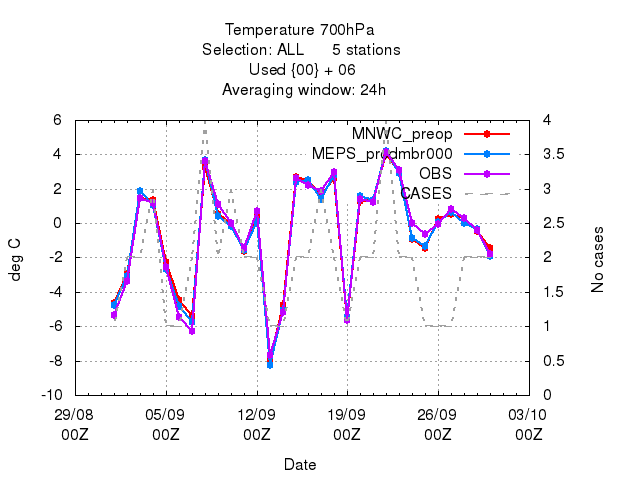 Temperature 700hPa
Selection: ALL 5 stations
Used {00} + 06
Averaging window: 24h
MNWC_preop
MEPS_prodmbr000
OBS
CASES
6
4
2
0
-2
-4
-6
-8
-10
deg C
4
3.5
3
2.5
2
1.5
1
0.5
0
No cases
29/08 05/09 12/09 19/09 26/09 03/10
00Z 00Z 00Z 00Z 00Z 00Z
Date